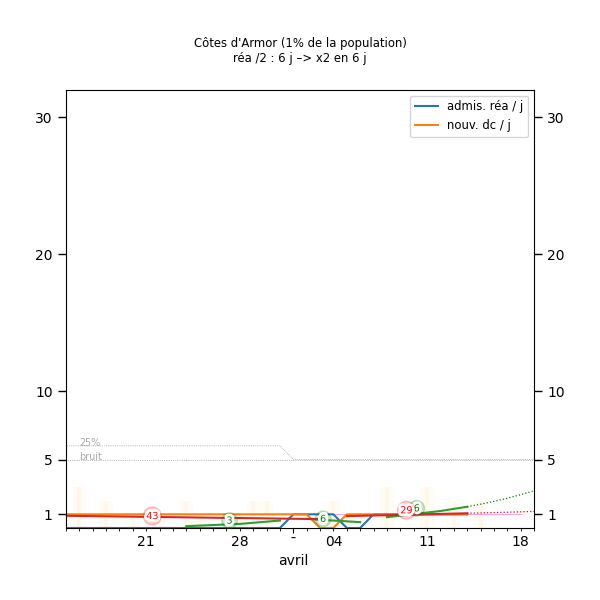 Côtes d'Armor (1% de la population)
réa /2 : 6 j –> x2 en 6 j
admis. réa / j
nouv. dc / j
30 30
20 20
10 10
25%
bruit
5 5
1 1
43 3 6 29 6
21 28 - 04 11 18
avril